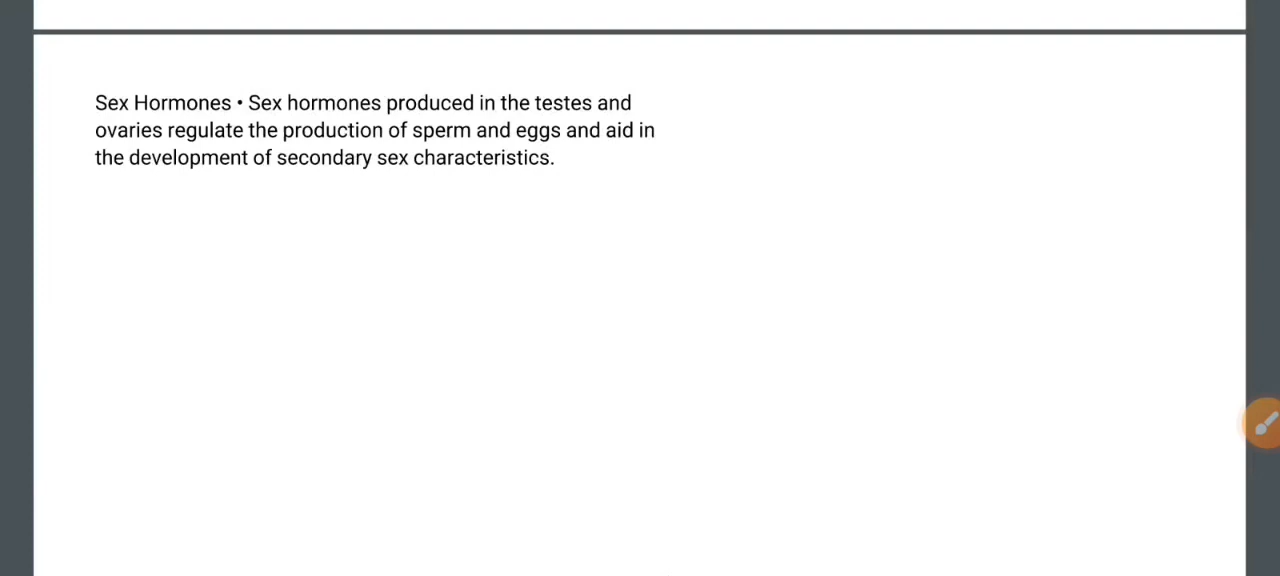 Sex Hormones • Sex hormones produced in the testes and
ovaries regulate the production of sperm and eggs and aid in
the development of secondary sex characteristics.